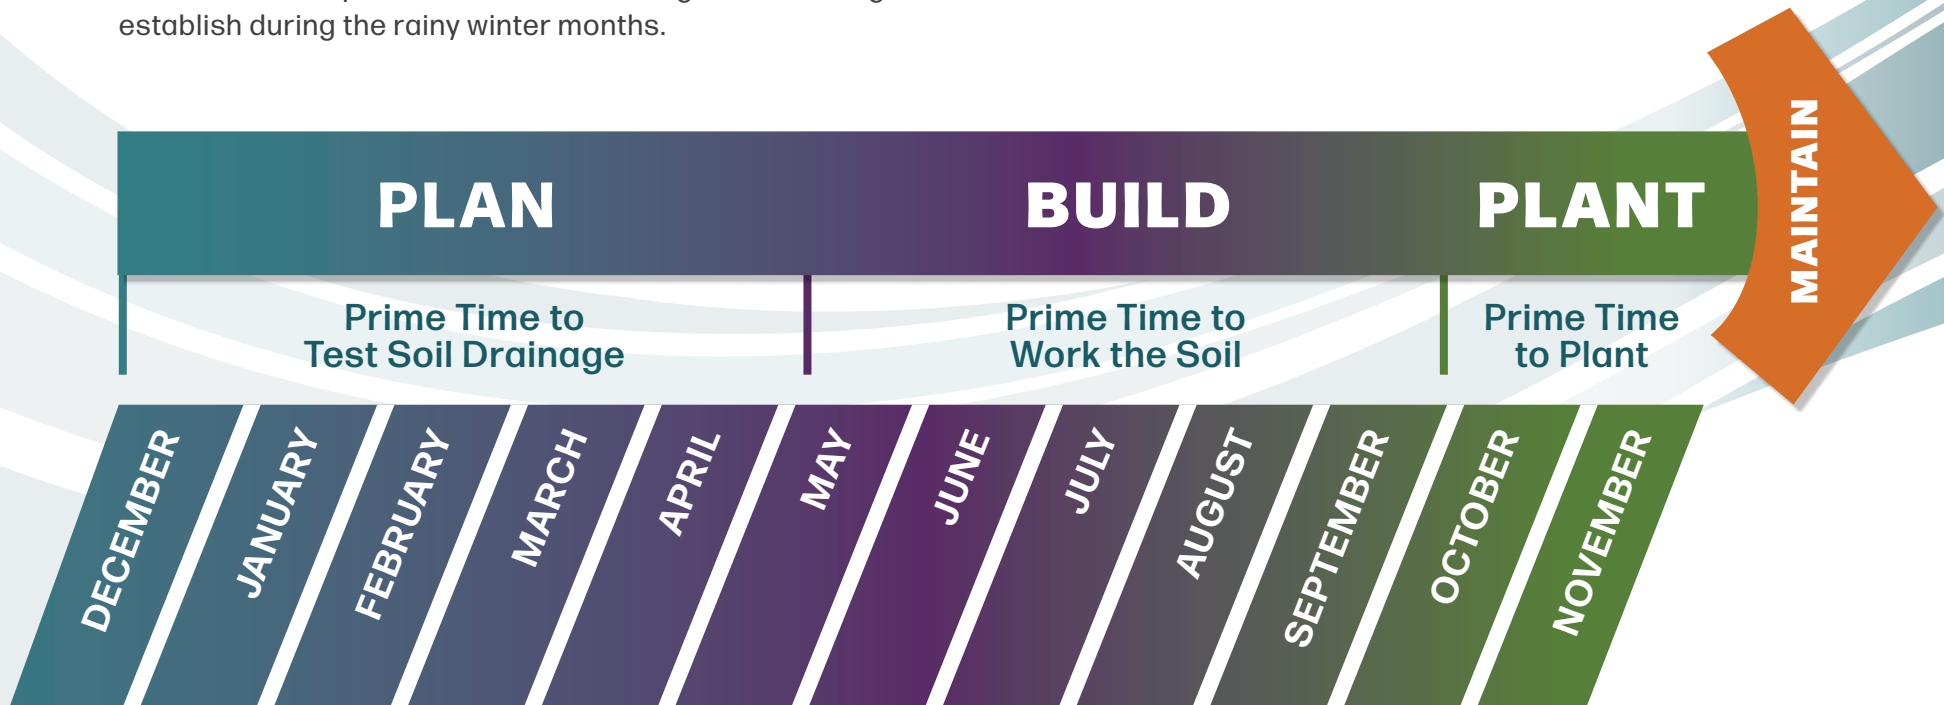 establish during the rainy winter months.
PLAN
BUILD
PLANT
MAINTAIN
Prime Time to
Test Soil Drainage
Prime Time to
Work the Soil
Prime Time
to Plant
DECEMBER
JANUARY
FEBRUARY
MARCH
APRIL
MAY
JUNE
JULY
AUGUST
SEPTEMBER
OCTOBER
NOVEMBER